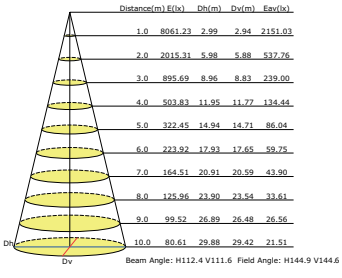 Distance(m) E(lx) Dh(m) Dv(m) Eav(lx)
1.0 8061.23 2.99 2.94 2151.03
2.0 2015.31 5.98 5.88 537.76
3.0 895.69 8.96 8.83 239.00
4.0 503.83 11.95 11.77 134.44
5.0 322.45 14.94 14.71 86.04
6.0 223.92 17.93 17.65 59.75
7.0 164.51 20.91 20.59 43.90
8.0 125.96 23.90 23.54 33.61
9.0 99.52 26.89 26.48 26.56
Dh 10.0 80.61 29.88 29.42 21.51
Dv Beam Angle: H112.4 V111.6 Field Angle: H144.9 V144.6